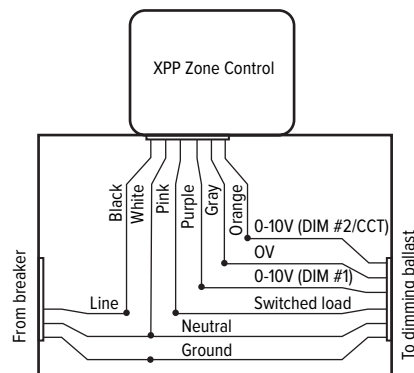 XPP Zone Control
Black
White
Pink
Purple
Gray
Orange
0-10V (DIM #2/CCT)
OV
0-10V (DIM #1)
Line
Switched load
Neutral
Ground
From breaker
To dimming ballast